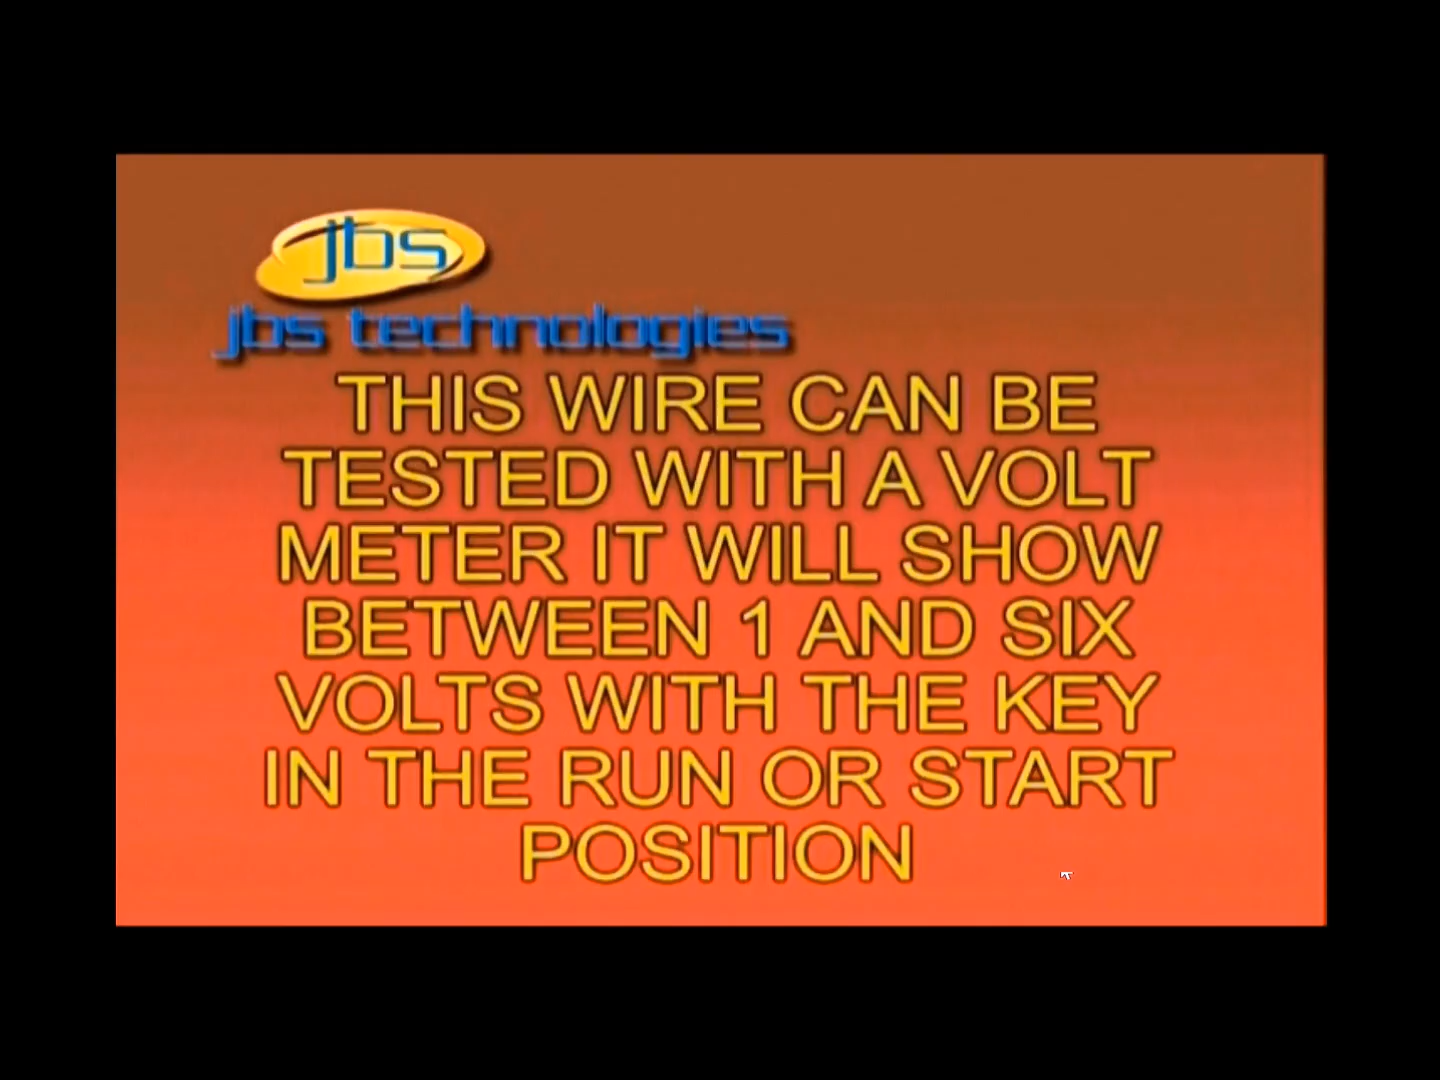 jbs
jbs technologies
THIS WIRE CAN BE
TESTED WITH A VOLT
METER IT WILL SHOW
BETWEEN 1 AND SIX
VOLTS WITH THE KEY
IN THE RUN OR START
POSITION